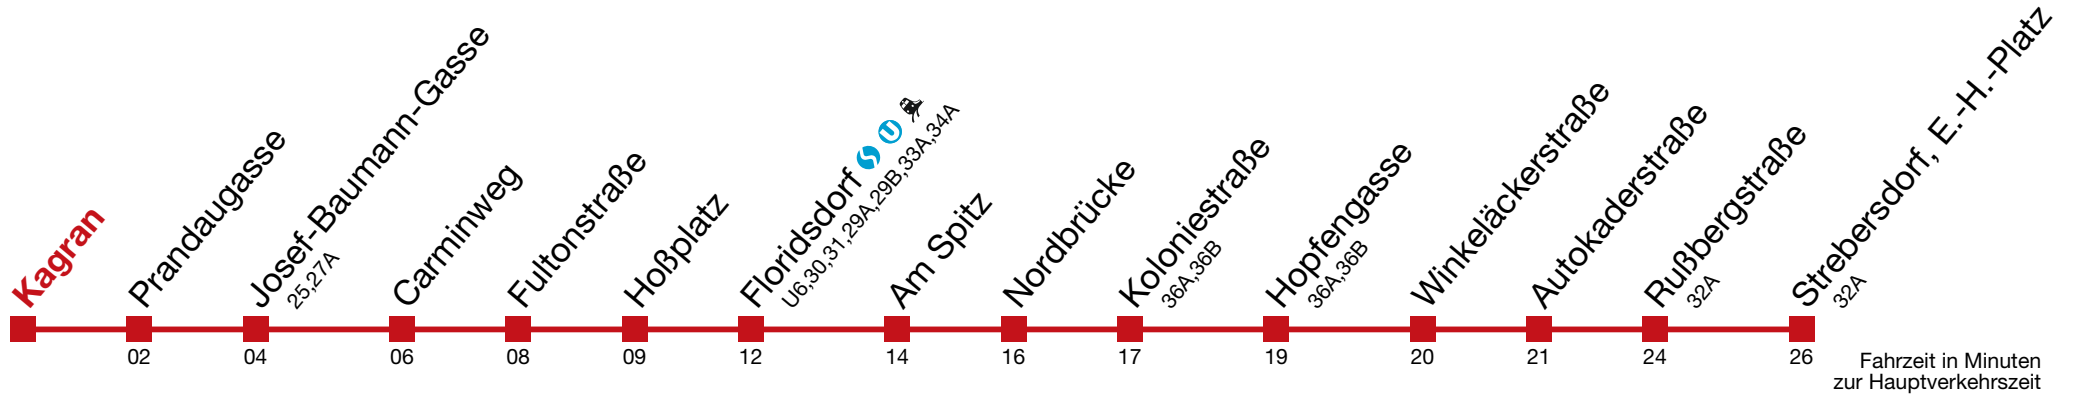 Kagran
Prandaugasse
Josef-Baumann-Gasse
25,27A
Carminweg
Fultonstraße
Hoßplatz
Floridsdorf
U6,30,31,29A,29B,33A,34A
Am Spitz
Nordbrücke
Koloniestraße
36A,36B
Hopfengasse
36A,36B
Winkeläckerstraße
Autokaderstraße
Rußbergstraße
32A
Strebersdorf, E.-H.-Platz
32A
02 04 06 08 09 12 14 16 17 19 20 21 24 26
Fahrzeit in Minuten
zur Hauptverkehrszeit